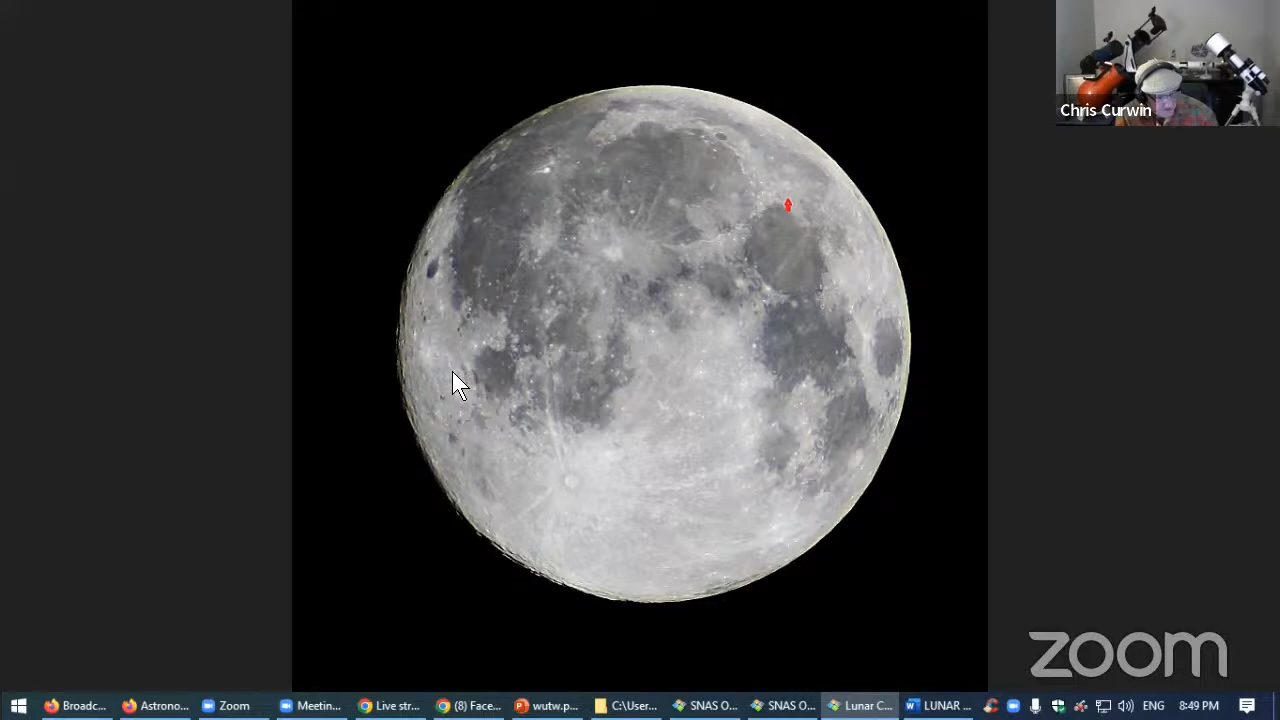 Chris Curwin
zoom
Broadc...
Astrono...
Zoom
Meetin...
Live str...
(8) Face...
wutw.p...
C:\User...
SNAS O...
SNAS O...
Lunar C...
LUNAR ...
ENG
8:49 PM